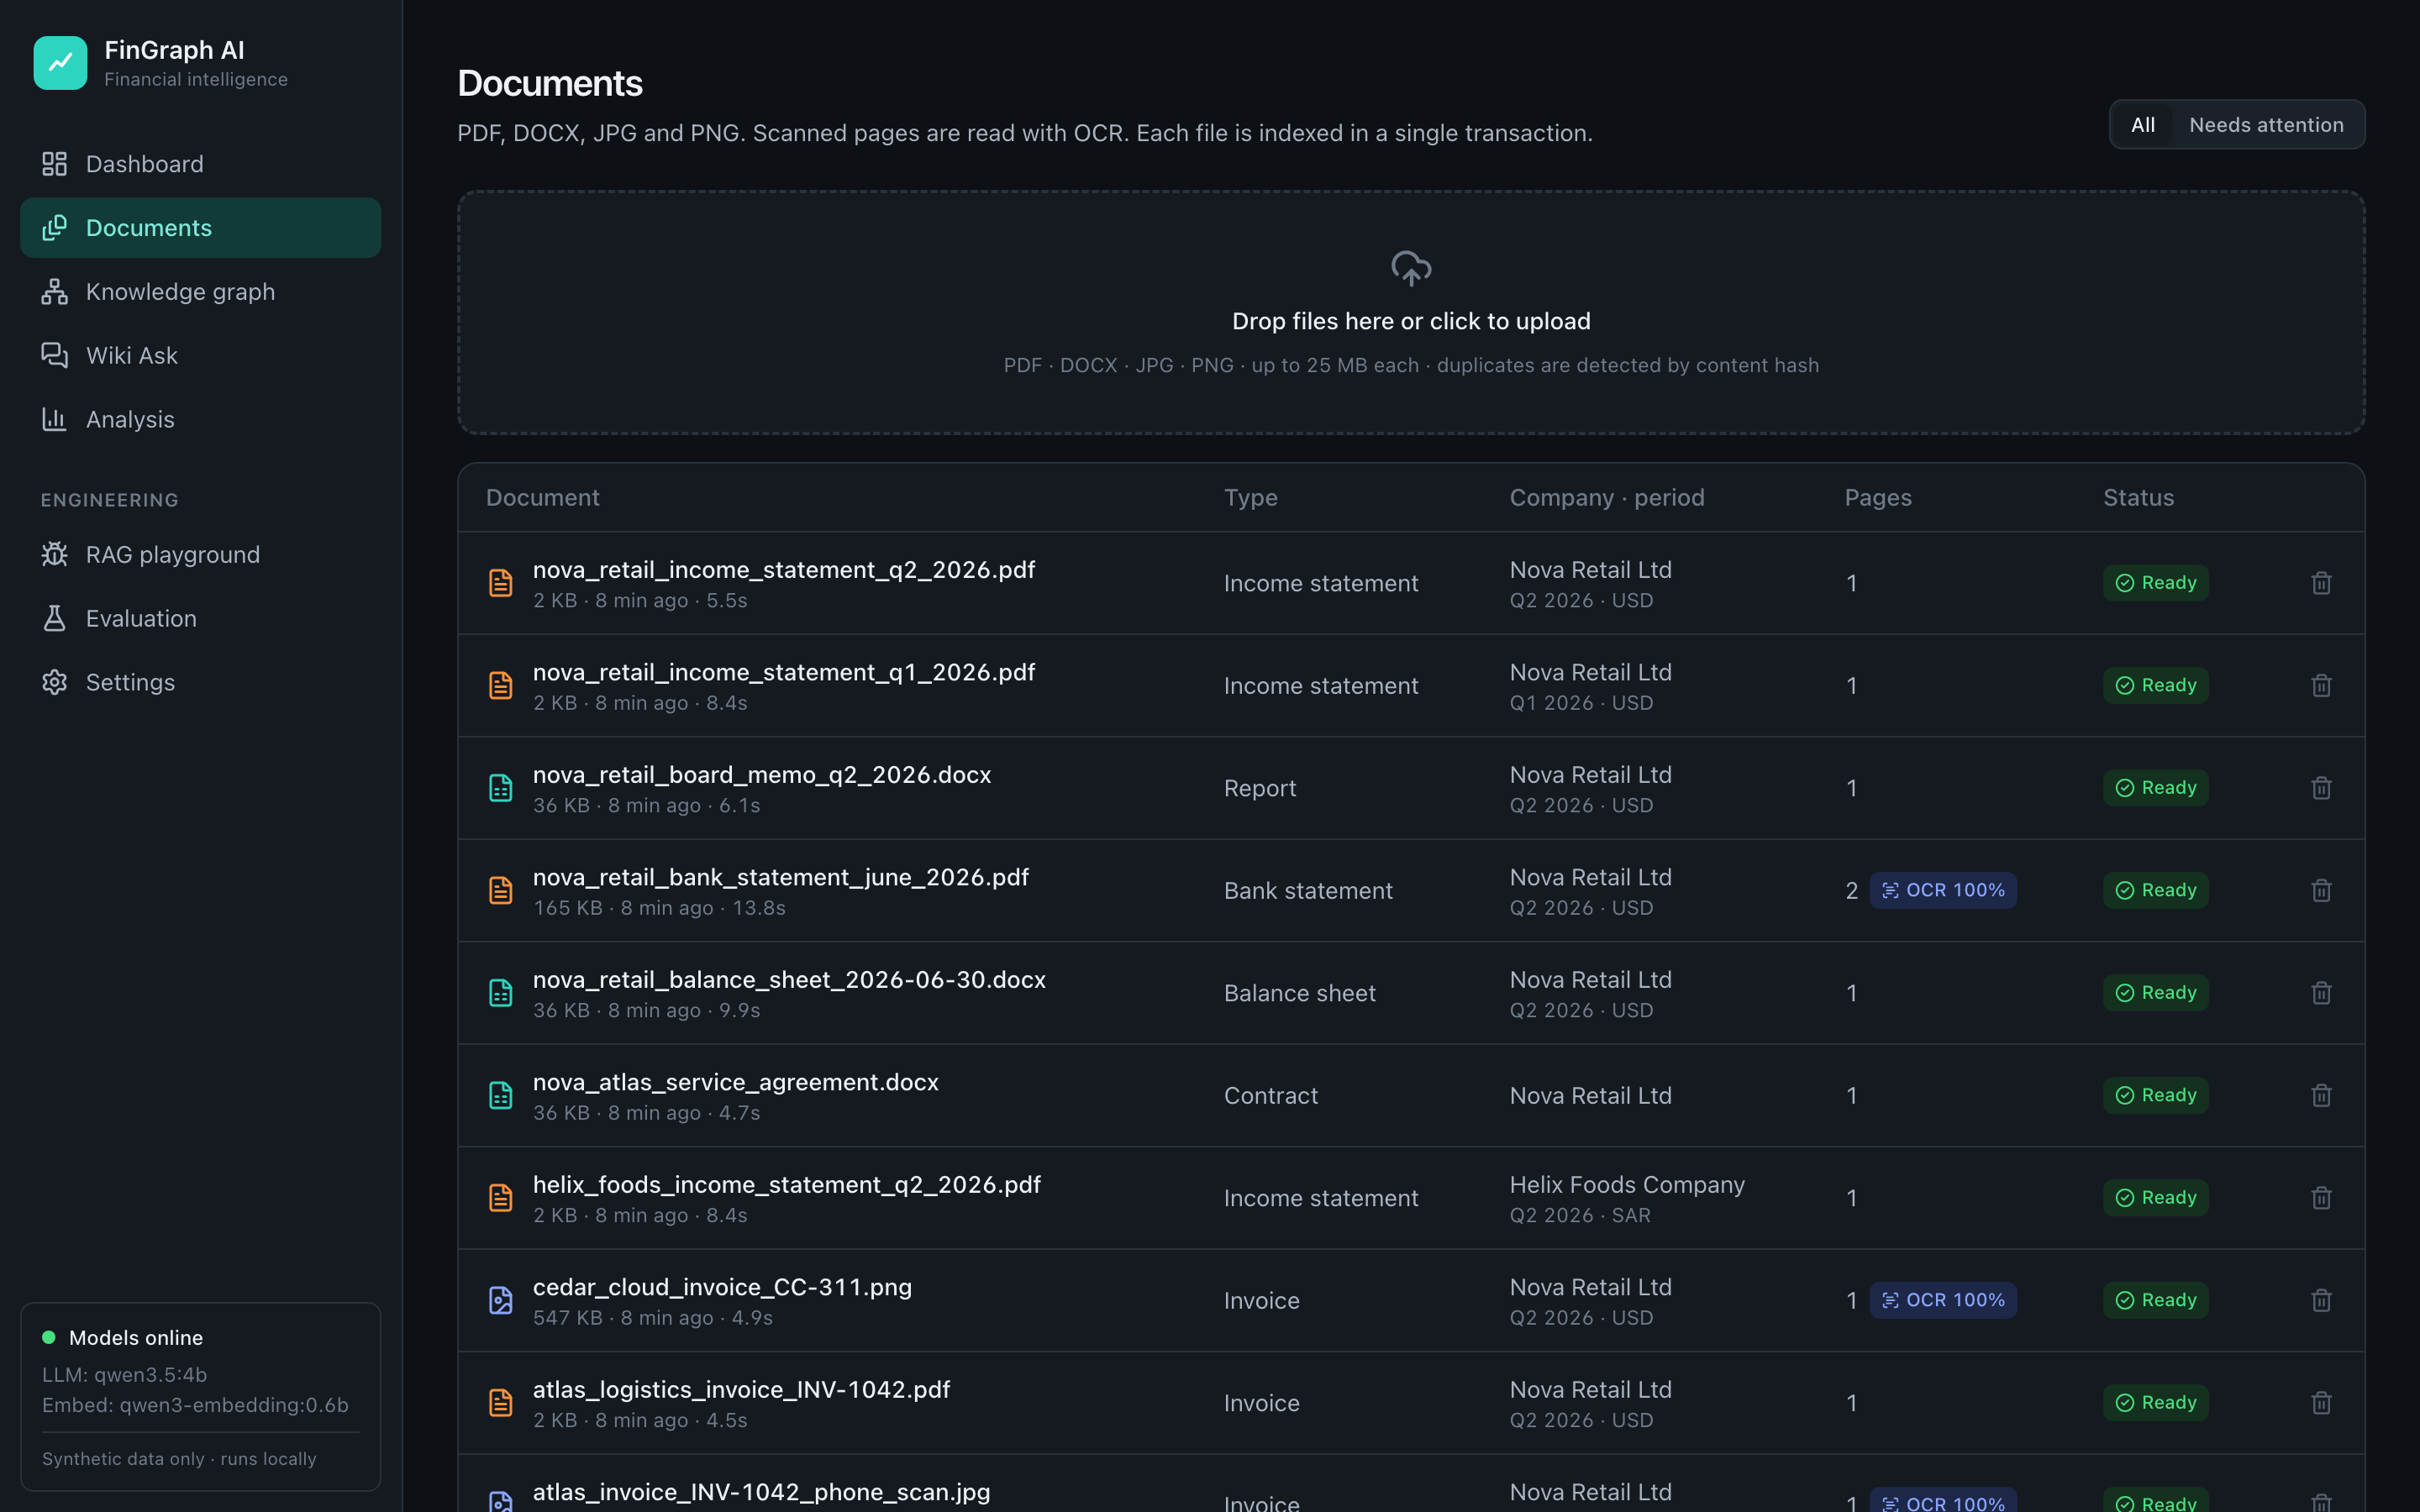 FinGraph AI
Financial intelligence
Dashboard
Documents
Knowledge graph
Wiki Ask
Analysis
ENGINEERING
RAG playground
Evaluation
Settings
Models online
LLM: qwen3.5:4b
Embed: qwen3-embedding:0.6b
Synthetic data only · runs locally
Documents
PDF, DOCX, JPG and PNG. Scanned pages are read with OCR. Each file is indexed in a single transaction.
All Needs attention
Drop files here or click to upload
PDF · DOCX · JPG · PNG · up to 25 MB each · duplicates are detected by content hash
Document Type Company · period Pages Status
nova_retail_income_statement_q2_2026.pdf
2 KB · 8 min ago · 5.5s
Income statement
Nova Retail Ltd
Q2 2026 · USD
1
Ready
nova_retail_income_statement_q1_2026.pdf
2 KB · 8 min ago · 8.4s
Income statement
Nova Retail Ltd
Q1 2026 · USD
1
Ready
nova_retail_board_memo_q2_2026.docx
36 KB · 8 min ago · 6.1s
Report
Nova Retail Ltd
Q2 2026 · USD
1
Ready
nova_retail_bank_statement_june_2026.pdf
165 KB · 8 min ago · 13.8s
Bank statement
Nova Retail Ltd
Q2 2026 · USD
2 OCR 100%
Ready
nova_retail_balance_sheet_2026-06-30.docx
36 KB · 8 min ago · 9.9s
Balance sheet
Nova Retail Ltd
Q2 2026 · USD
1
Ready
nova_atlas_service_agreement.docx
36 KB · 8 min ago · 4.7s
Contract
Nova Retail Ltd
1
Ready
helix_foods_income_statement_q2_2026.pdf
2 KB · 8 min ago · 8.4s
Income statement
Helix Foods Company
Q2 2026 · SAR
1
Ready
cedar_cloud_invoice_CC-311.png
547 KB · 8 min ago · 4.9s
Invoice
Nova Retail Ltd
Q2 2026 · USD
1 OCR 100%
Ready
atlas_logistics_invoice_INV-1042.pdf
2 KB · 8 min ago · 4.5s
Invoice
Nova Retail Ltd
Q2 2026 · USD
1
Ready
atlas_invoice_INV-1042_phone_scan.jpg
Invoice
Nova Retail Ltd
1 OCR 100%
Ready